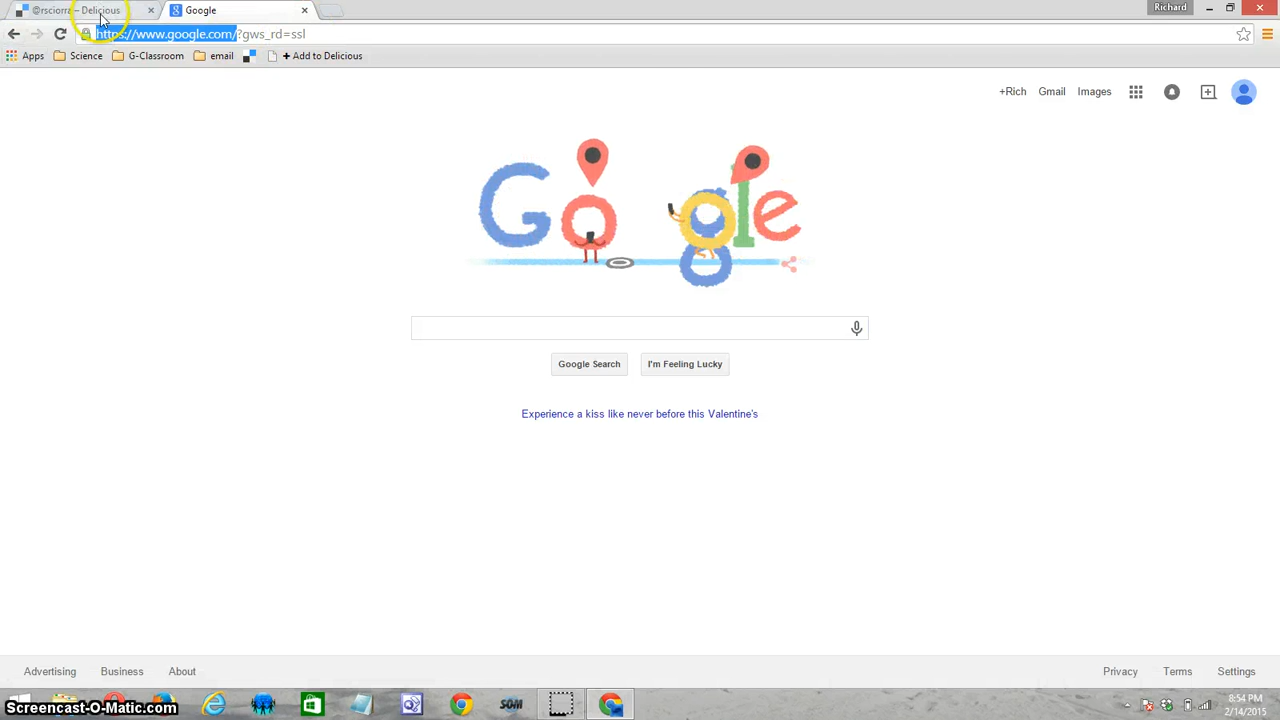 @rsciorra – Delicious
Google
Richard
https://www.google.com/?gws_rd=ssl
Apps
Science
G-Classroom
email
+ Add to Delicious
+Rich
Gmail
Images
Google
Google Search
I'm Feeling Lucky
Experience a kiss like never before this Valentine's
Advertising
Business
About
Privacy
Terms
Settings
SOM
Screencast-O-Matic.com
8:54 PM
2/14/2015